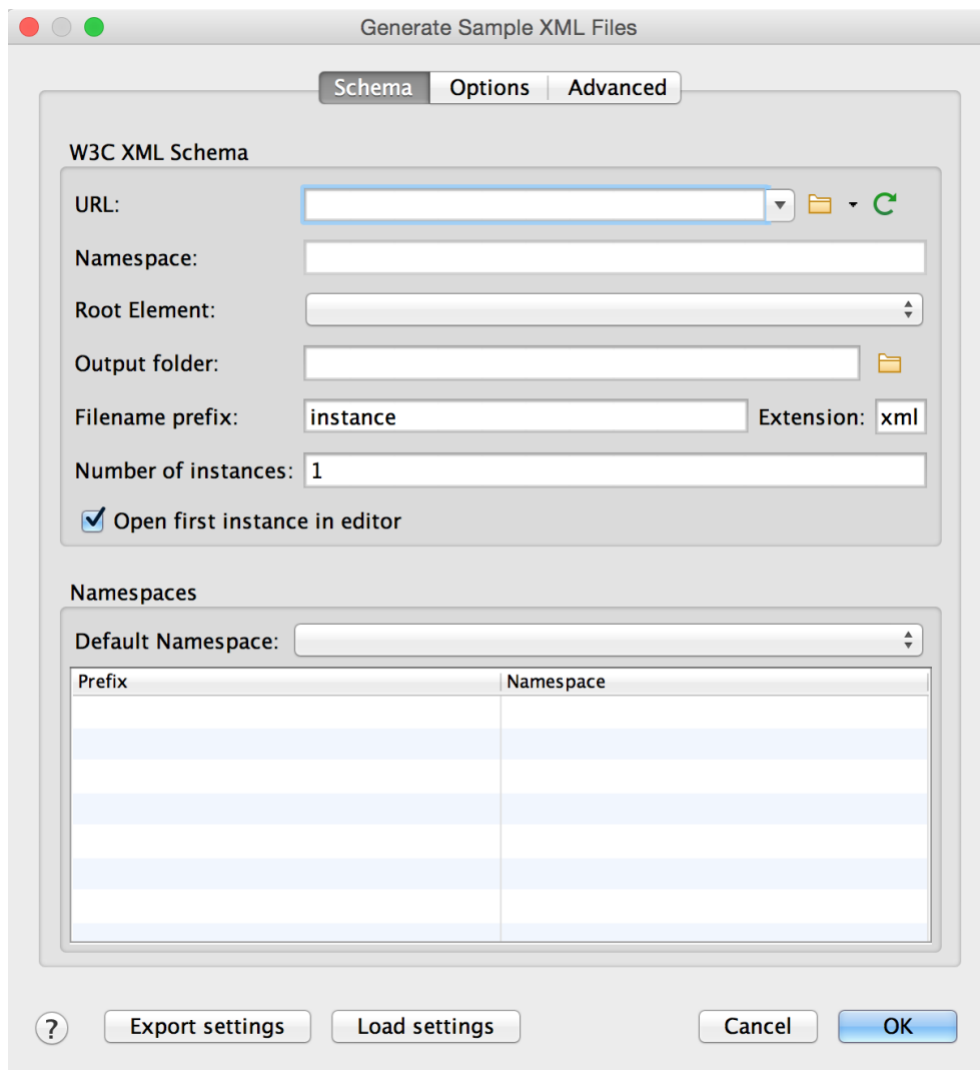 Generate Sample XML Files
Schema Options Advanced
W3C XML Schema
URL:
Namespace:
Root Element:
Output folder:
Filename prefix: instance Extension: xml
Number of instances: 1
Open first instance in editor
Namespaces
Default Namespace:
Prefix Namespace
? Export settings Load settings Cancel OK